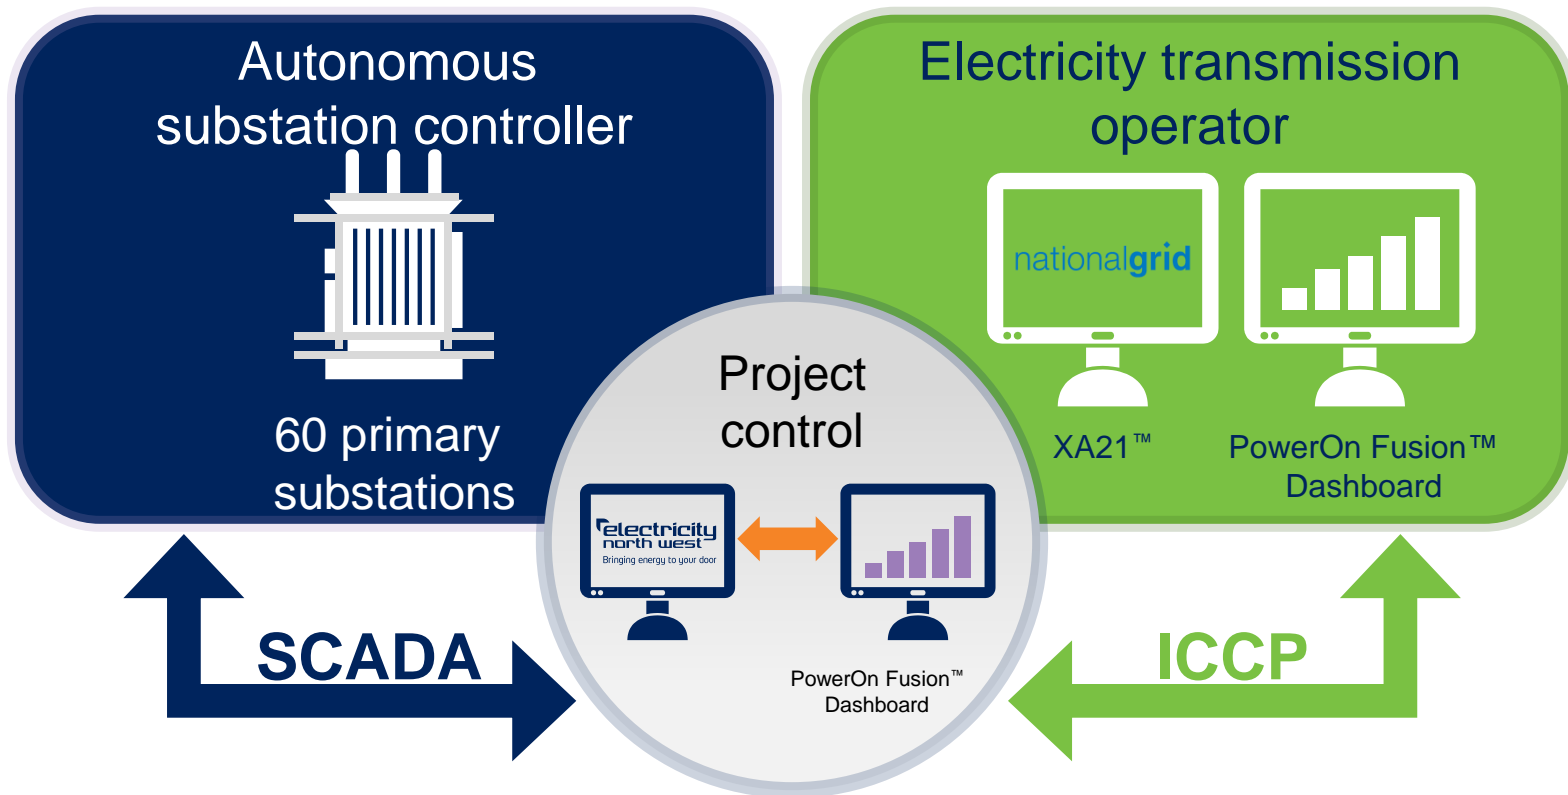 Autonomous
substation controller
60 primary
substations
Electricity transmission
operator
nationalgrid
XA21™
PowerOn Fusion™
Dashboard
Project
control
electricity
north west
Bringing energy to your door
PowerOn Fusion™
Dashboard
SCADA
ICCP